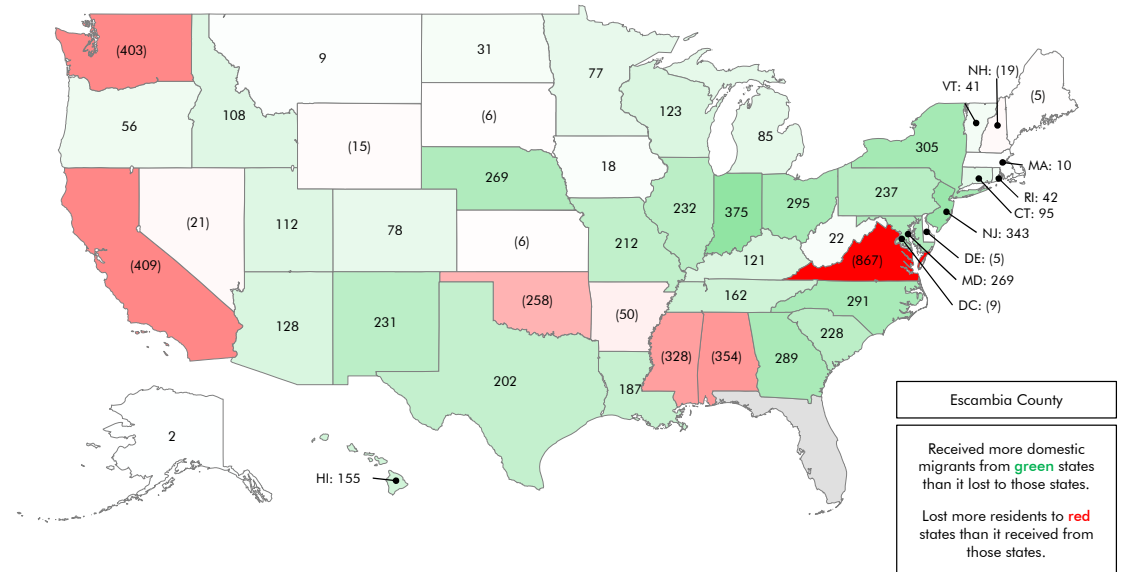 (403)
9
31
77
NH: (19)
VT: 41
(5)
56
108
(6)
123
85
305
(15)
18
MA: 10
RI: 42
CT: 95
269
237
NJ: 343
(21)
112
78
(6)
212
232
375
295
22
(867)
DE: (5)
MD: 269
DC: (9)
(409)
121
128
231
(258)
(50)
162
291
228
(328)
(354)
289
202
187
2
HI: 155
Escambia County
Received more domestic
migrants from green states
than it lost to those states.
Lost more residents to red
states than it received from
those states.